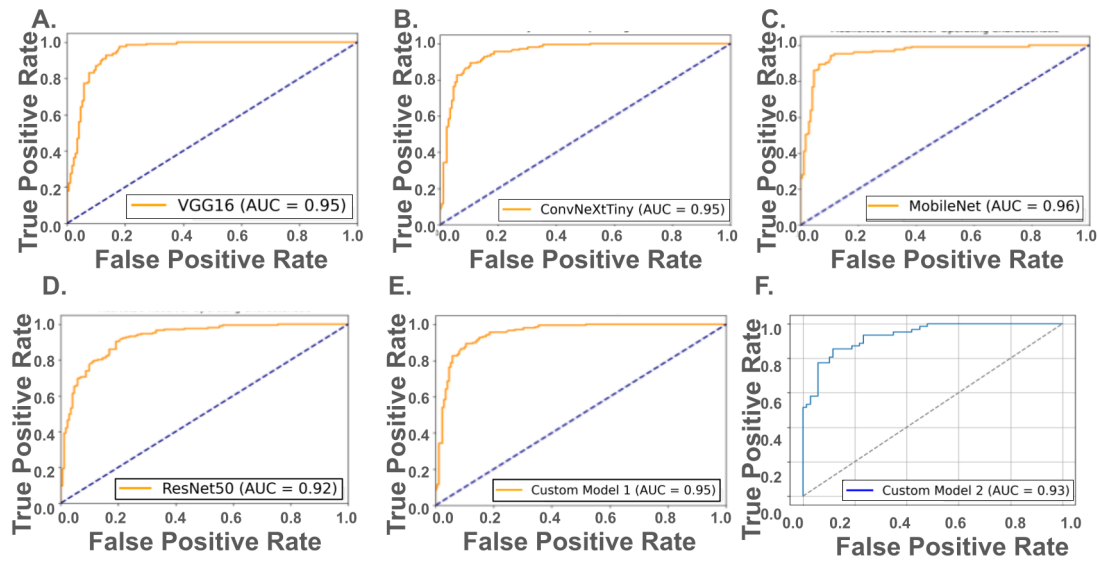 A.
True Positive Rate
1.0
0.8
0.6
0.4
0.2
0.0
0.0 0.2 0.4 0.6 0.8 1.0
VGG16 (AUC = 0.95)
False Positive Rate
B.
True Positive Rate
1.0
0.8
0.6
0.4
0.2
0.0
0.0 0.2 0.4 0.6 0.8 1.0
ConvNeXtTiny (AUC = 0.95)
False Positive Rate
C.
True Positive Rate
1.0
0.8
0.6
0.4
0.2
0.0
0.0 0.2 0.4 0.6 0.8 1.0
MobileNet (AUC = 0.96)
False Positive Rate
D.
True Positive Rate
1.0
0.8
0.6
0.4
0.2
0.0
0.0 0.2 0.4 0.6 0.8 1.0
ResNet50 (AUC = 0.92)
False Positive Rate
E.
True Positive Rate
1.0
0.8
0.6
0.4
0.2
0.0
0.0 0.2 0.4 0.6 0.8 1.0
Custom Model 1 (AUC = 0.95)
False Positive Rate
F.
True Positive Rate
1.0
0.8
0.6
0.4
0.2
0.0
0.0 0.2 0.4 0.6 0.8 1.0
Custom Model 2 (AUC = 0.93)
False Positive Rate